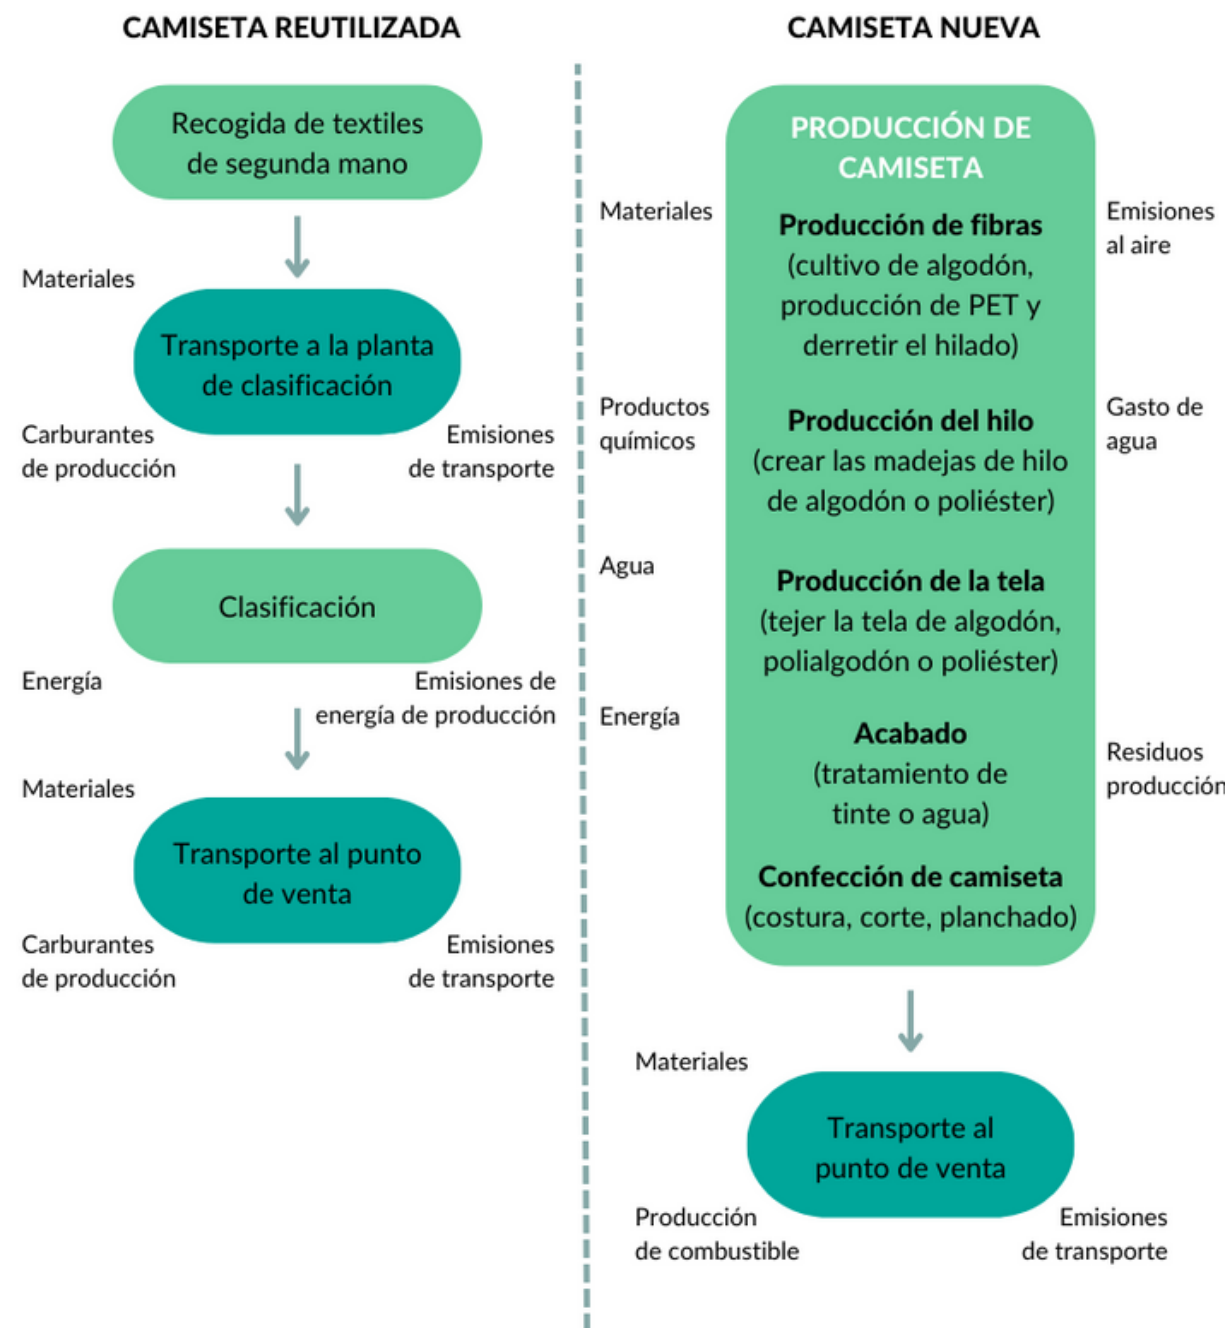 CAMISETA REUTILIZADA
Recogida de textiles
de segunda mano
Materiales
Transporte a la planta
de clasificación
Carburantes
de producción
Emisiones
de transporte
Clasificación
Energía
Emisiones de
energía de producción
Materiales
Transporte al punto
de venta
Carburantes
de producción
Emisiones
de transporte
CAMISETA NUEVA
PRODUCCIÓN DE
CAMISETA
Materiales
Emisiones
al aire
Producción de fibras
(cultivo de algodón,
producción de PET y
derretir el hilado)
Productos
químicos
Gasto de
agua
Producción del hilo
(crear las madejas de hilo
de algodón o poliéster)
Agua
Producción de la tela
(tejer la tela de algodón,
polialgodón o poliéster)
Energía
Acabado
(tratamiento de
tinte o agua)
Residuos
producción
Confección de camiseta
(costura, corte, planchado)
Materiales
Transporte al
punto de venta
Producción
de combustible
Emisiones
de transporte